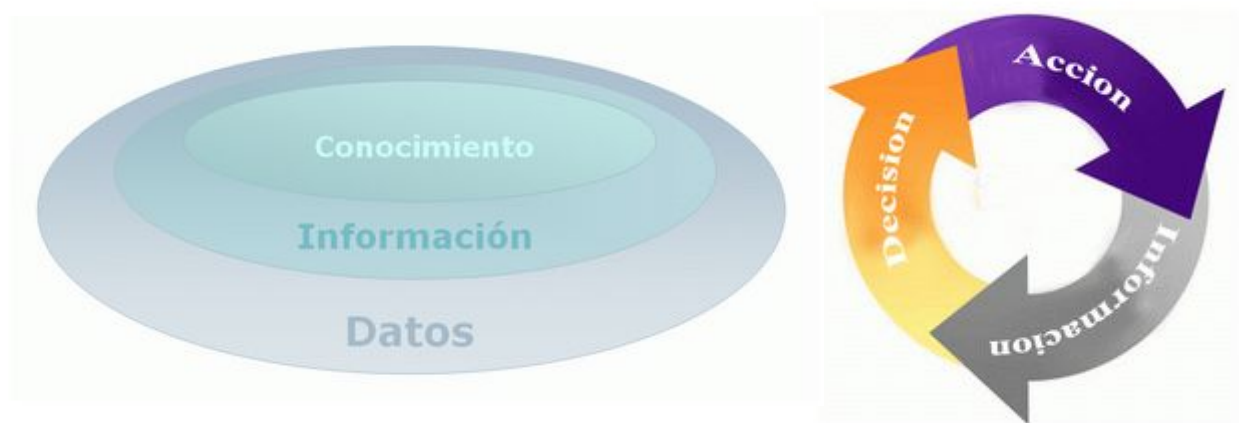 Conocimiento
Información
Datos
Accion
Informacion
Decision